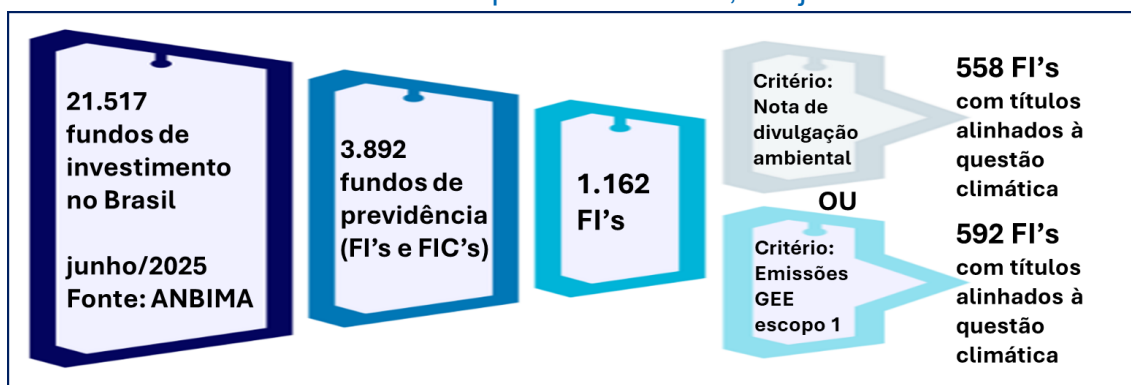 21.517
fundos de
investimento
no Brasil
junho/2025
Fonte: ANBIMA
3.892
fundos de
previdência
(FI's e FIC's)
1.162
FI's
Critério:
Nota de
divulgação
ambiental
OU
Critério:
Emissões
GEE
escopo 1
558 FI's
com títulos
alinhados à
questão
climática
592 FI's
com títulos
alinhados à
questão
climática